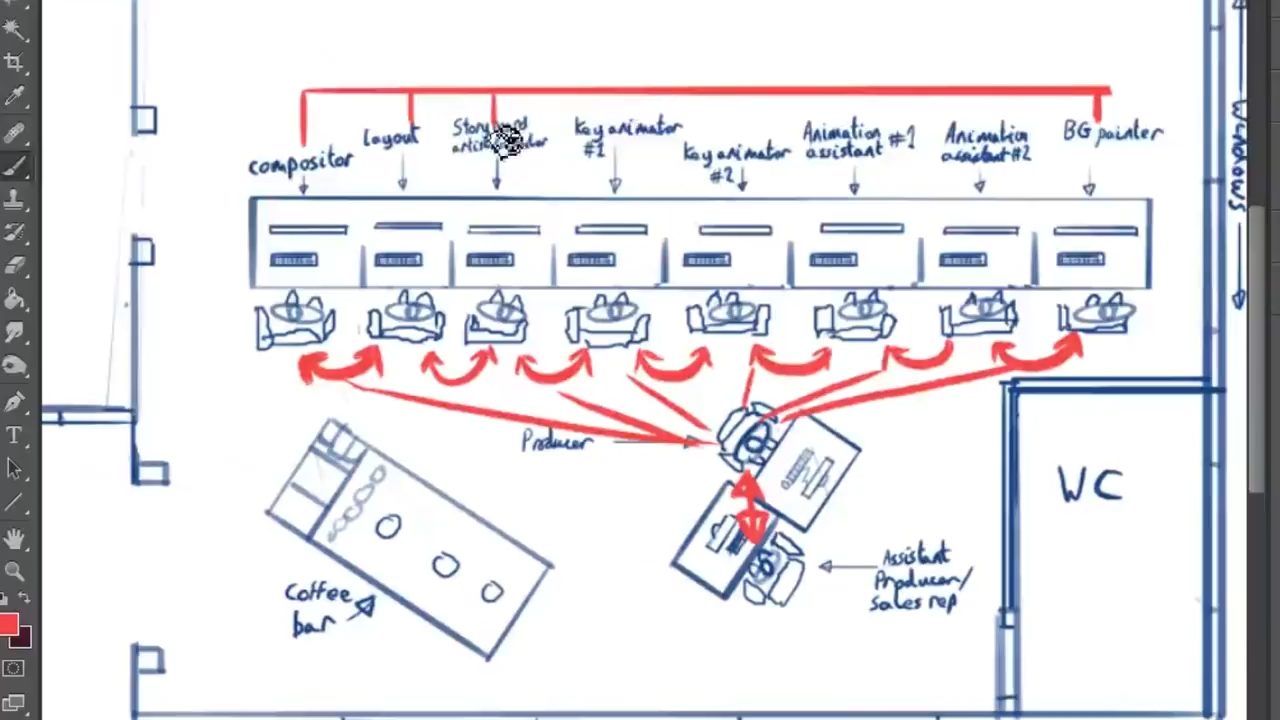 compositor
layout
Key animator
#1
Key animator
#2
Animation
assistant #1
Animation
assistant #2
BG painter
Windows
Producer
WC
Coffee
bar
Assistant
Producer/
sales rep
T